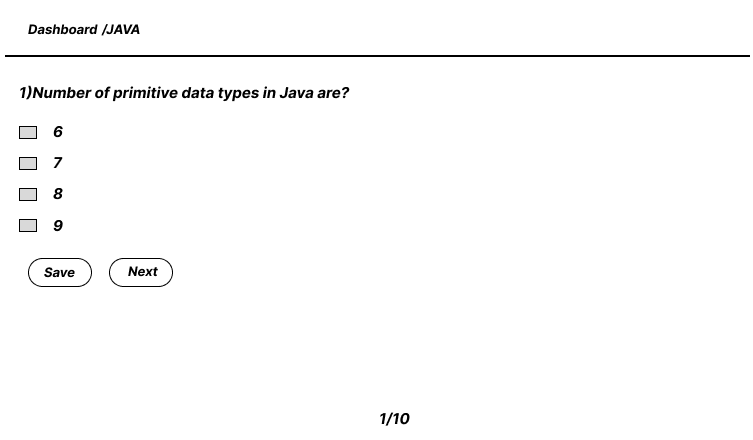 Dashboard /JAVA
1)Number of primitive data types in Java are?
6
7
8
9
Save Next
1/10